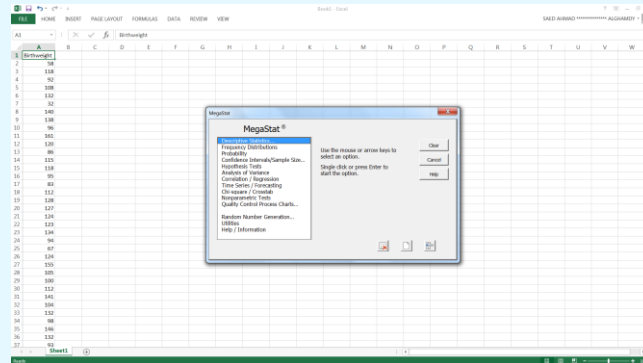 Book1 - Excel
FILE HOME INSERT PAGE LAYOUT FORMULAS DATA REVIEW VIEW
SAEED AHMAD ************** ALGHAMDY
A1 fx Birthweight
A B C D E F G H I J K L M N O P Q R S T U V W
1 Birthweight
2 58
3 118
4 92
5 108
6 132
7 32
8 140
9 138
10 96
11 161
12 120
13 86
14 115
15 118
16 95
17 83
18 112
19 128
20 127
21 124
22 123
23 134
24 94
25 67
26 124
27 155
28 105
29 100
30 112
31 141
32 104
33 132
34 98
35 146
36 132
37 93
MegaStat
MegaStat ®
Descriptive Statistics...
Frequency Distributions
Probability
Confidence Intervals/Sample Size...
Hypothesis Tests
Analysis of Variance
Correlation / Regression
Time Series / Forecasting
Chi-square / Crosstab
Nonparametric Tests
Quality Control Process Charts...
Random Number Generation...
Utilities
Help / Information
Use the mouse or arrow keys to
select an option.
Single click or press Enter to
start the option.
Clear
Cancel
Help
Sheet1